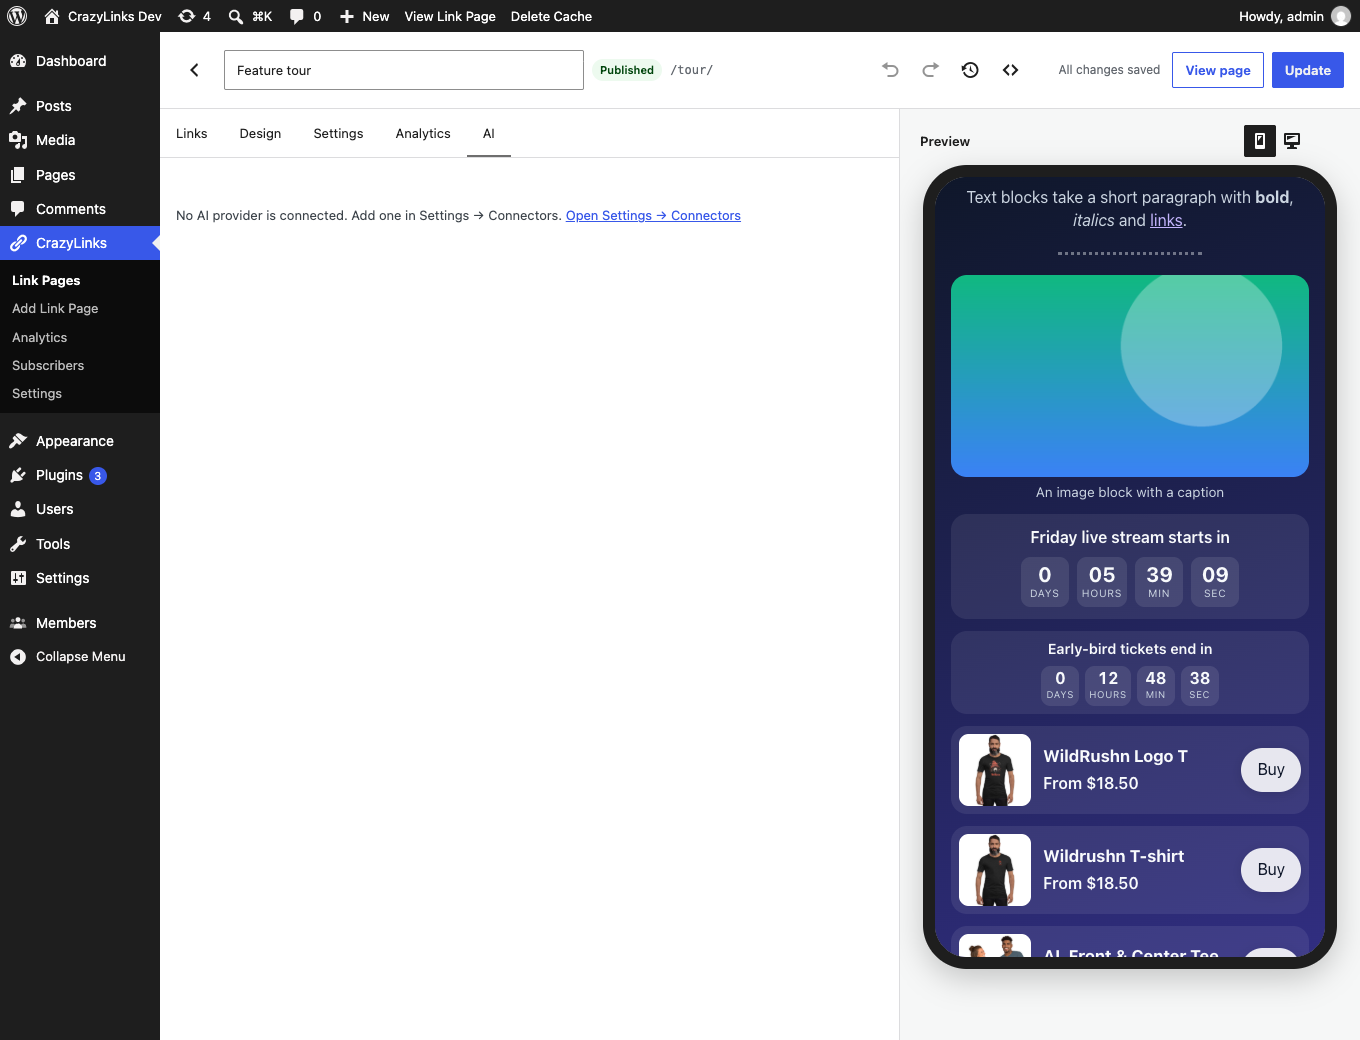 CrazyLinks Dev
4
⌘K
0
New
View Link Page
Delete Cache
Howdy, admin
Dashboard
Posts
Media
Pages
Comments
CrazyLinks
Link Pages
Add Link Page
Analytics
Subscribers
Settings
Appearance
Plugins 3
Users
Tools
Settings
Members
Collapse Menu
Feature tour
Published
/tour/
All changes saved
View page
Update
Links
Design
Settings
Analytics
AI
No AI provider is connected. Add one in Settings → Connectors. Open Settings → Connectors
Preview
Text blocks take a short paragraph with bold,
italics and links.
An image block with a caption
Friday live stream starts in
0 05 39 09
DAYS HOURS MIN SEC
Early-bird tickets end in
0 12 48 38
DAYS HOURS MIN SEC
WildRushn Logo T
From $18.50
Buy
Wildrushn T-shirt
From $18.50
Buy
AL Front & Center Tee